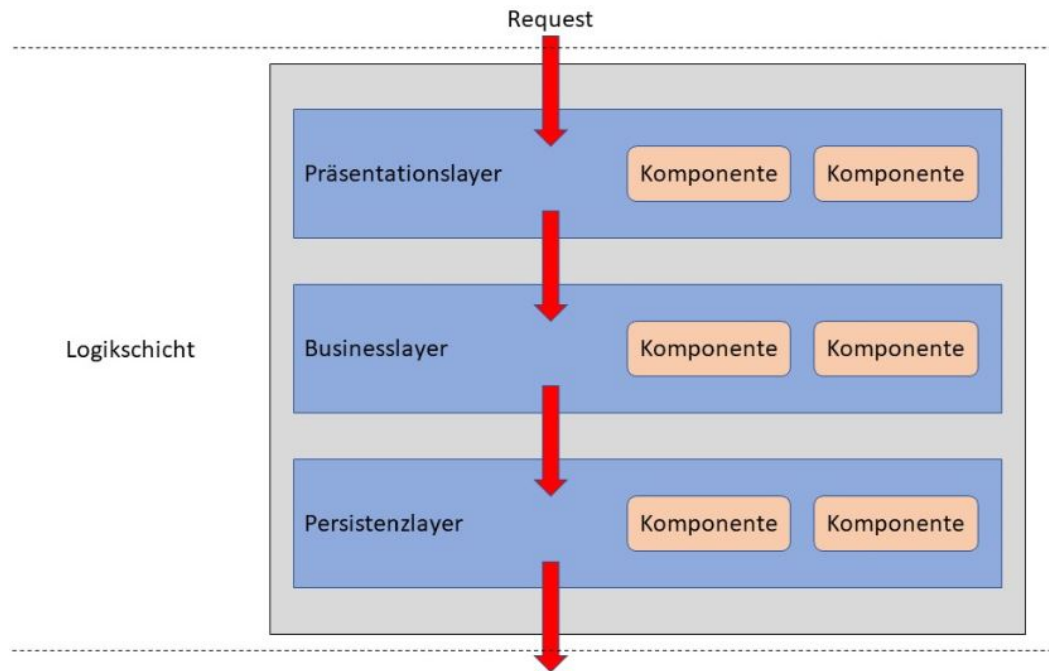 Request
Präsentationslayer Komponente Komponente
Logikschicht Businesslayer Komponente Komponente
Persistenzlayer Komponente Komponente